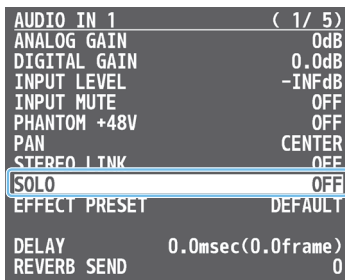 AUDIO IN 1 ( 1/ 5)
ANALOG GAIN 0dB
DIGITAL GAIN 0.0dB
INPUT LEVEL -INFdB
INPUT MUTE OFF
PHANTOM +48V OFF
PAN CENTER
STEREO LINK OFF
SOLO OFF
EFFECT PRESET DEFAULT
DELAY 0.0msec(0.0frame)
REVERB SEND 0